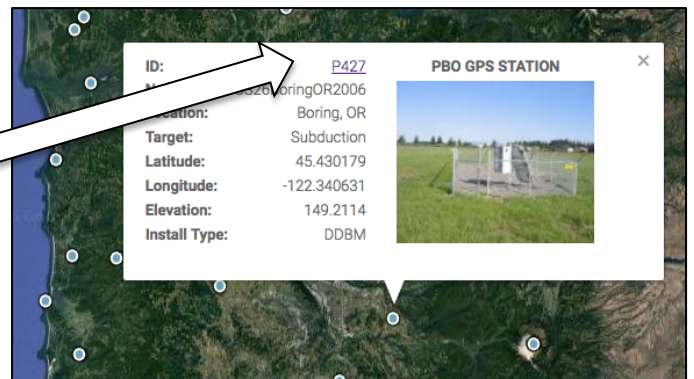 ID: P427
PBO GPS STATION
×
Location: Boring, OR
Target: Subduction
Latitude: 45.430179
Longitude: -122.340631
Elevation: 149.2114
Install Type: DDBM